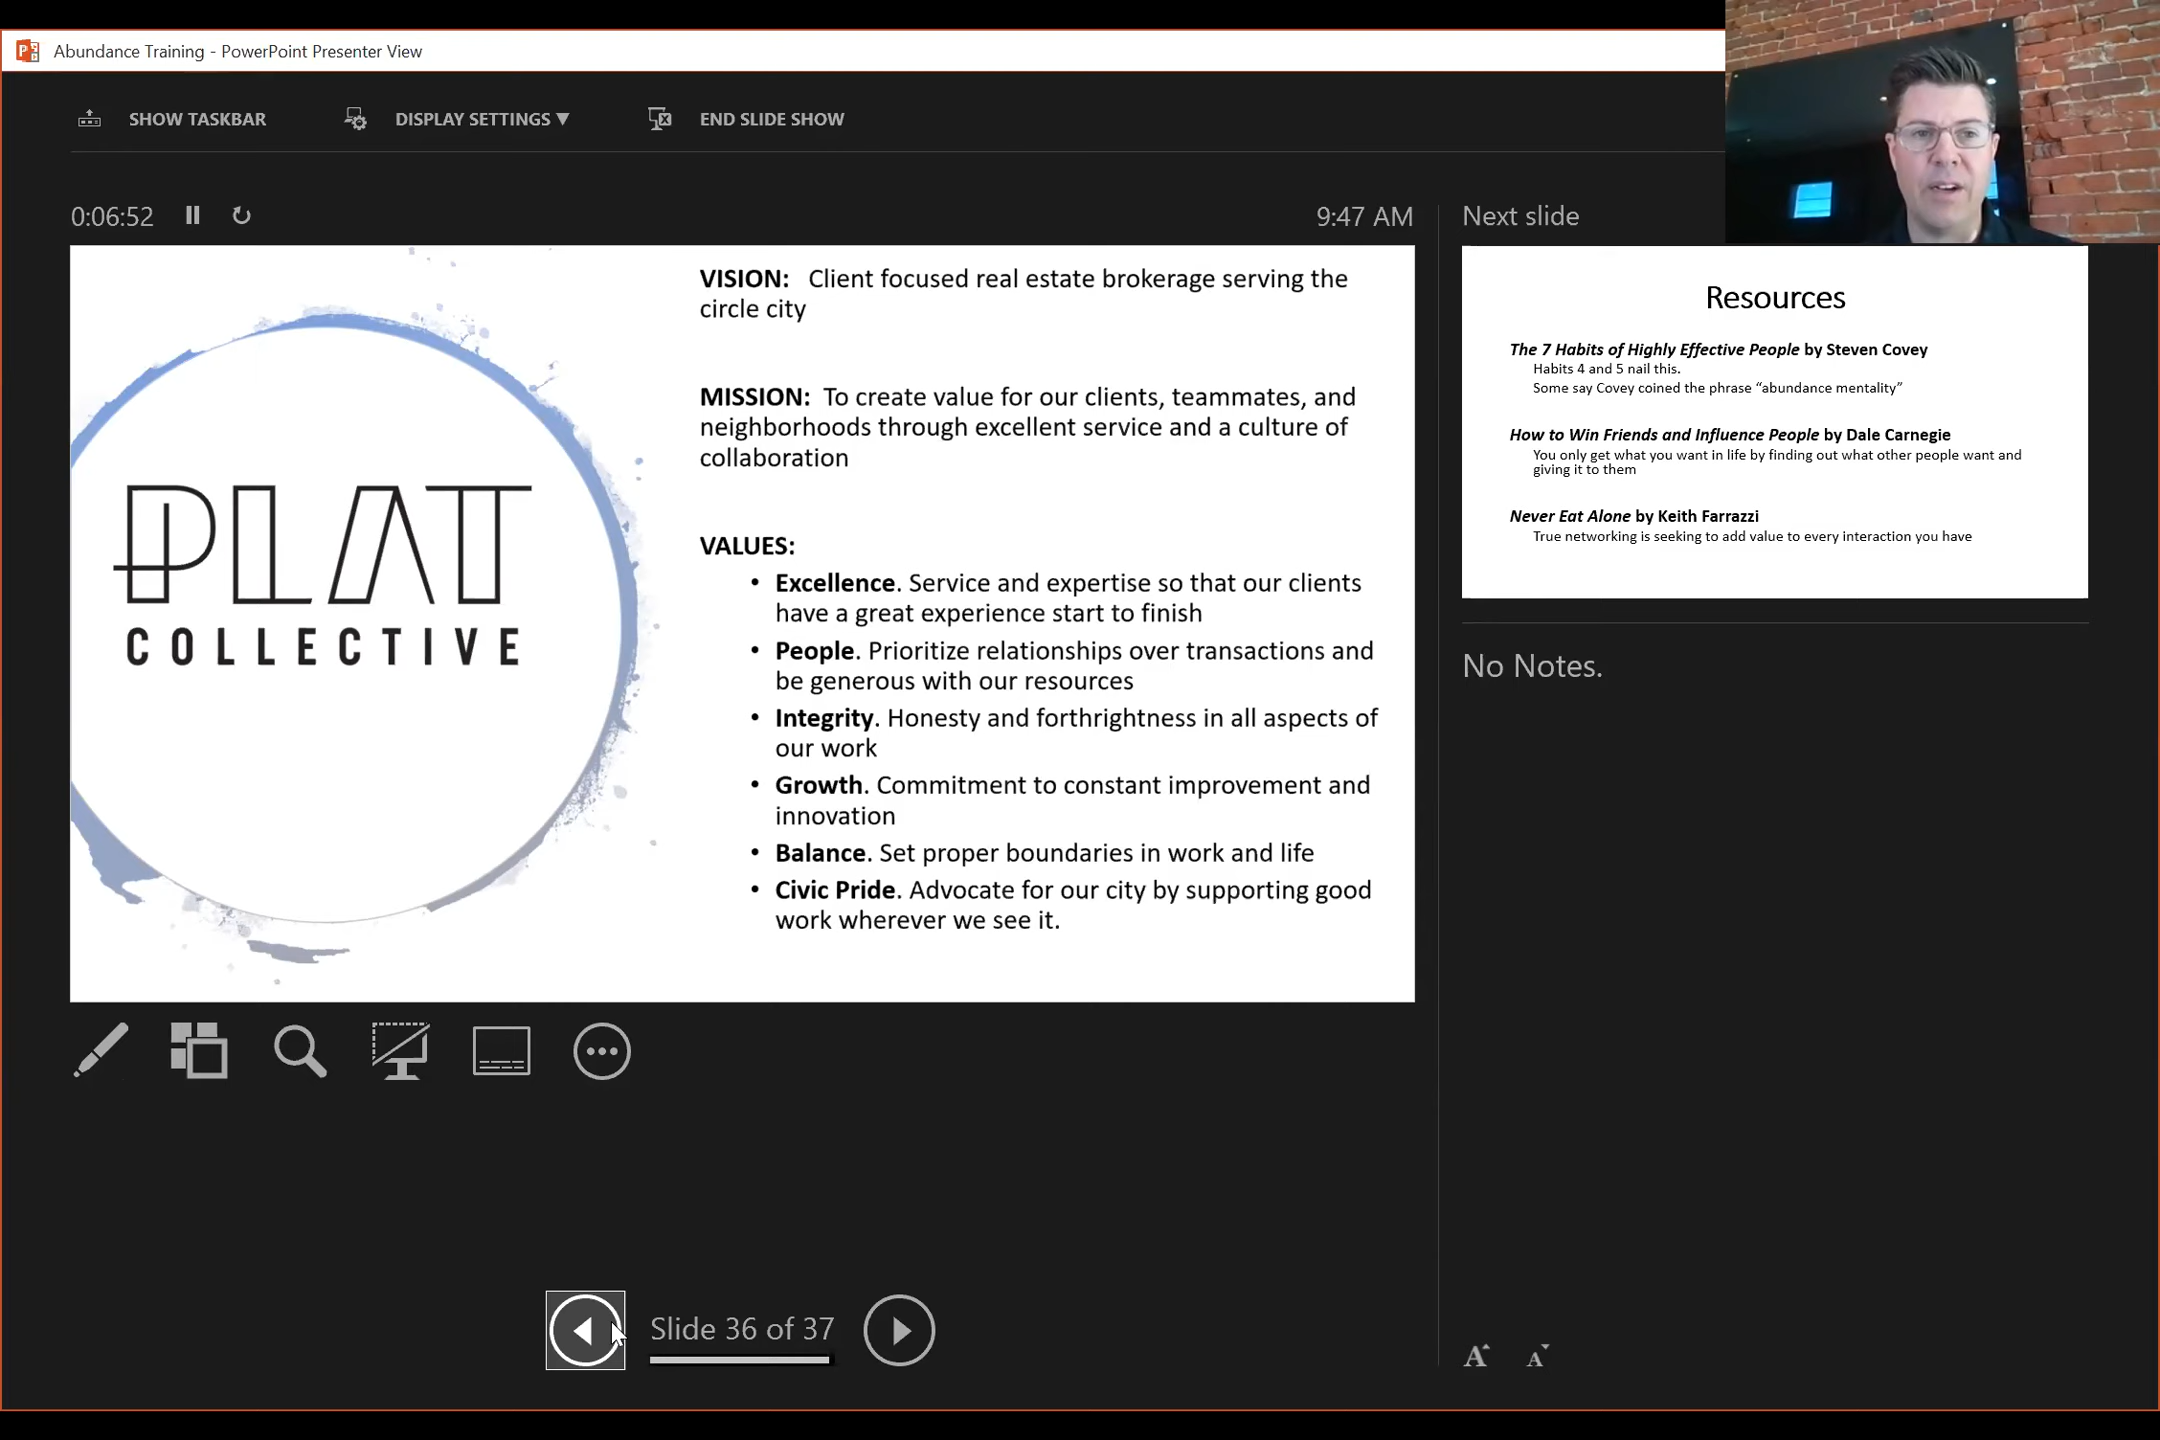 Abundance Training - PowerPoint Presenter View
SHOW TASKBAR
DISPLAY SETTINGS ▼
END SLIDE SHOW
0:06:52
9:47 AM
PLAT
COLLECTIVE
VISION: Client focused real estate brokerage serving the
circle city
MISSION: To create value for our clients, teammates, and
neighborhoods through excellent service and a culture of
collaboration
VALUES:
• Excellence. Service and expertise so that our clients
have a great experience start to finish
• People. Prioritize relationships over transactions and
be generous with our resources
• Integrity. Honesty and forthrightness in all aspects of
our work
• Growth. Commitment to constant improvement and
innovation
• Balance. Set proper boundaries in work and life
• Civic Pride. Advocate for our city by supporting good
work wherever we see it.
Slide 36 of 37
Next slide
Resources
The 7 Habits of Highly Effective People by Steven Covey
Habits 4 and 5 nail this.
Some say Covey coined the phrase “abundance mentality”
How to Win Friends and Influence People by Dale Carnegie
You only get what you want in life by finding out what other people want and
giving it to them
Never Eat Alone by Keith Farrazzi
True networking is seeking to add value to every interaction you have
No Notes.
A A